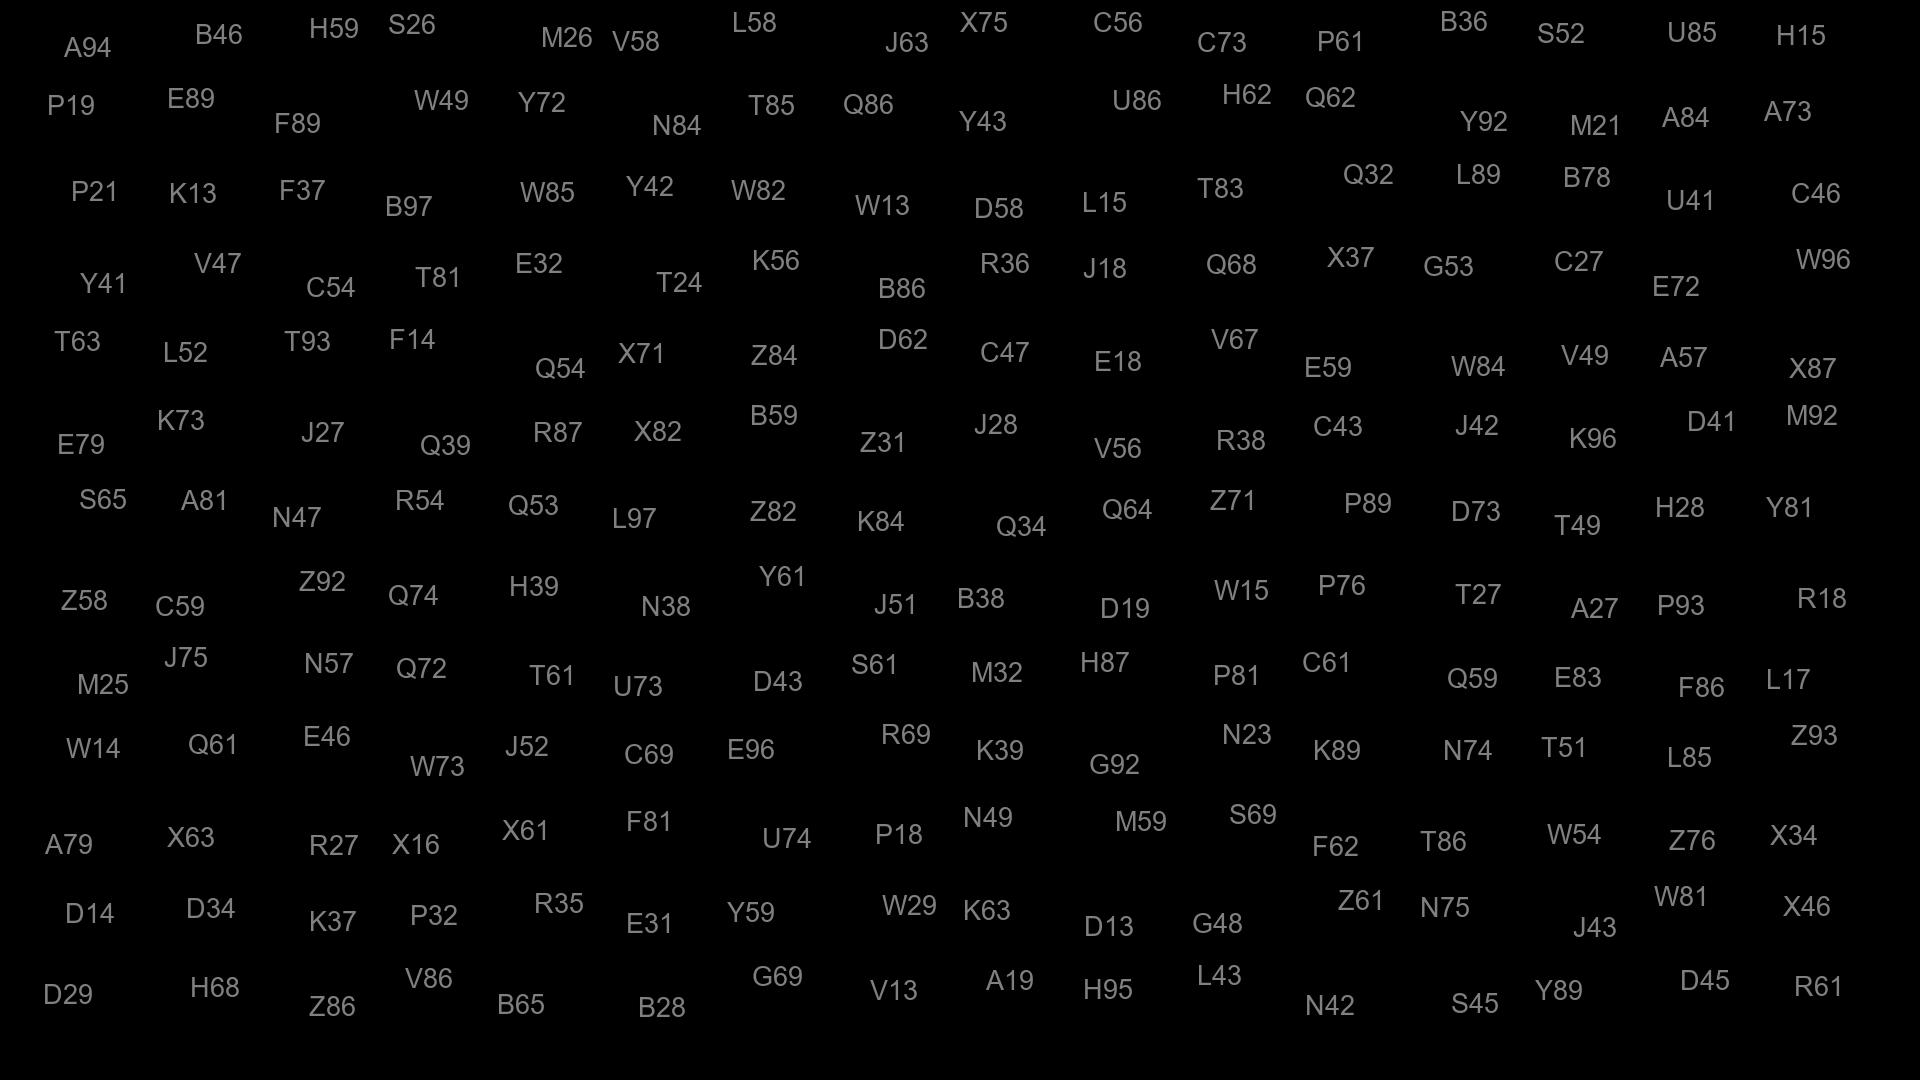 A94 B46 H59 S26 M26 V58 L58 J63 X75 C56 C73 P61 B36 S52 U85 H15
P19 E89 F89 W49 Y72 N84 T85 Q86 Y43 U86 H62 Q62 Y92 M21 A84 A73
P21 K13 F37 B97 W85 Y42 W82 W13 D58 L15 T83 Q32 L89 B78 U41 C46
Y41 V47 C54 T81 E32 T24 K56 B86 R36 J18 Q68 X37 G53 C27 E72 W96
T63 L52 T93 F14 Q54 X71 Z84 D62 C47 E18 V67 E59 W84 V49 A57 X87
E79 K73 J27 Q39 R87 X82 B59 Z31 J28 V56 R38 C43 J42 K96 D41 M92
S65 A81 N47 R54 Q53 L97 Z82 K84 Q34 Q64 Z71 P89 D73 T49 H28 Y81
Z58 C59 Z92 Q74 H39 N38 Y61 J51 B38 D19 W15 P76 T27 A27 P93 R18
M25 J75 N57 Q72 T61 U73 D43 S61 M32 H87 P81 C61 Q59 E83 F86 L17
W14 Q61 E46 W73 J52 C69 E96 R69 K39 G92 N23 K89 N74 T51 L85 Z93
A79 X63 R27 X16 X61 F81 U74 P18 N49 M59 S69 F62 T86 W54 Z76 X34
D14 D34 K37 P32 R35 E31 Y59 W29 K63 D13 G48 Z61 N75 J43 W81 X46
D29 H68 Z86 V86 B65 B28 G69 V13 A19 H95 L43 N42 S45 Y89 D45 R61